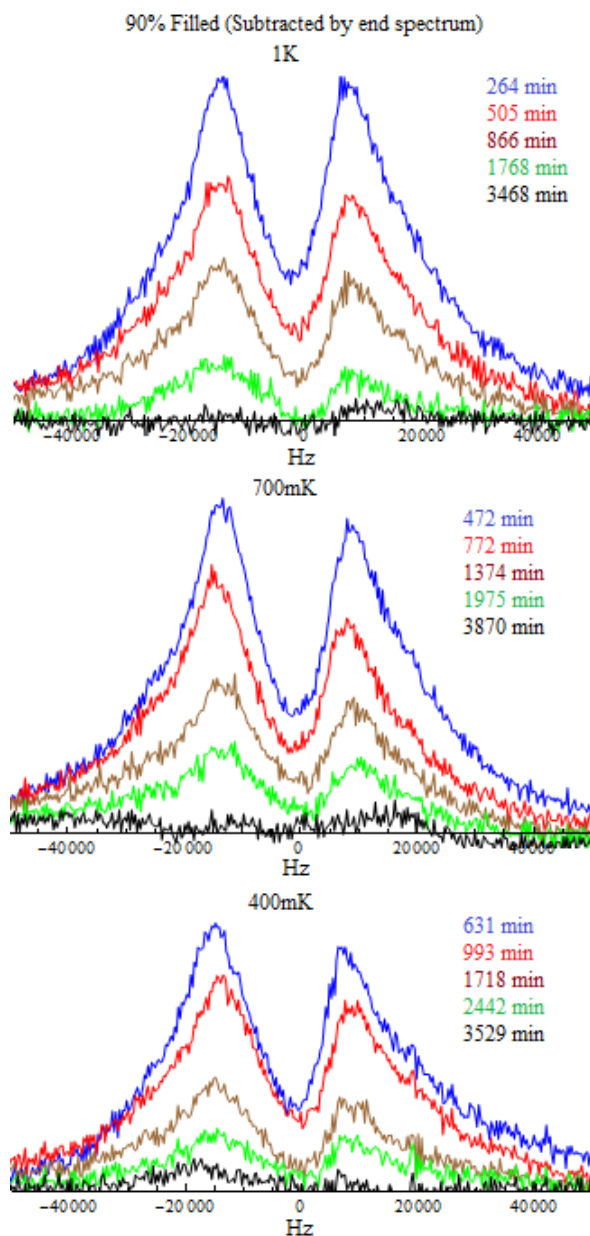 90% Filled (Subtracted by end spectrum)
1K
264 min
505 min
866 min
1768 min
3468 min
−40000 −20000 0 20000 40000
Hz
700mK
472 min
772 min
1374 min
1975 min
3870 min
−40000 −20000 0 20000 40000
Hz
400mK
631 min
993 min
1718 min
2442 min
3529 min
−40000 −20000 0 20000 40000
Hz